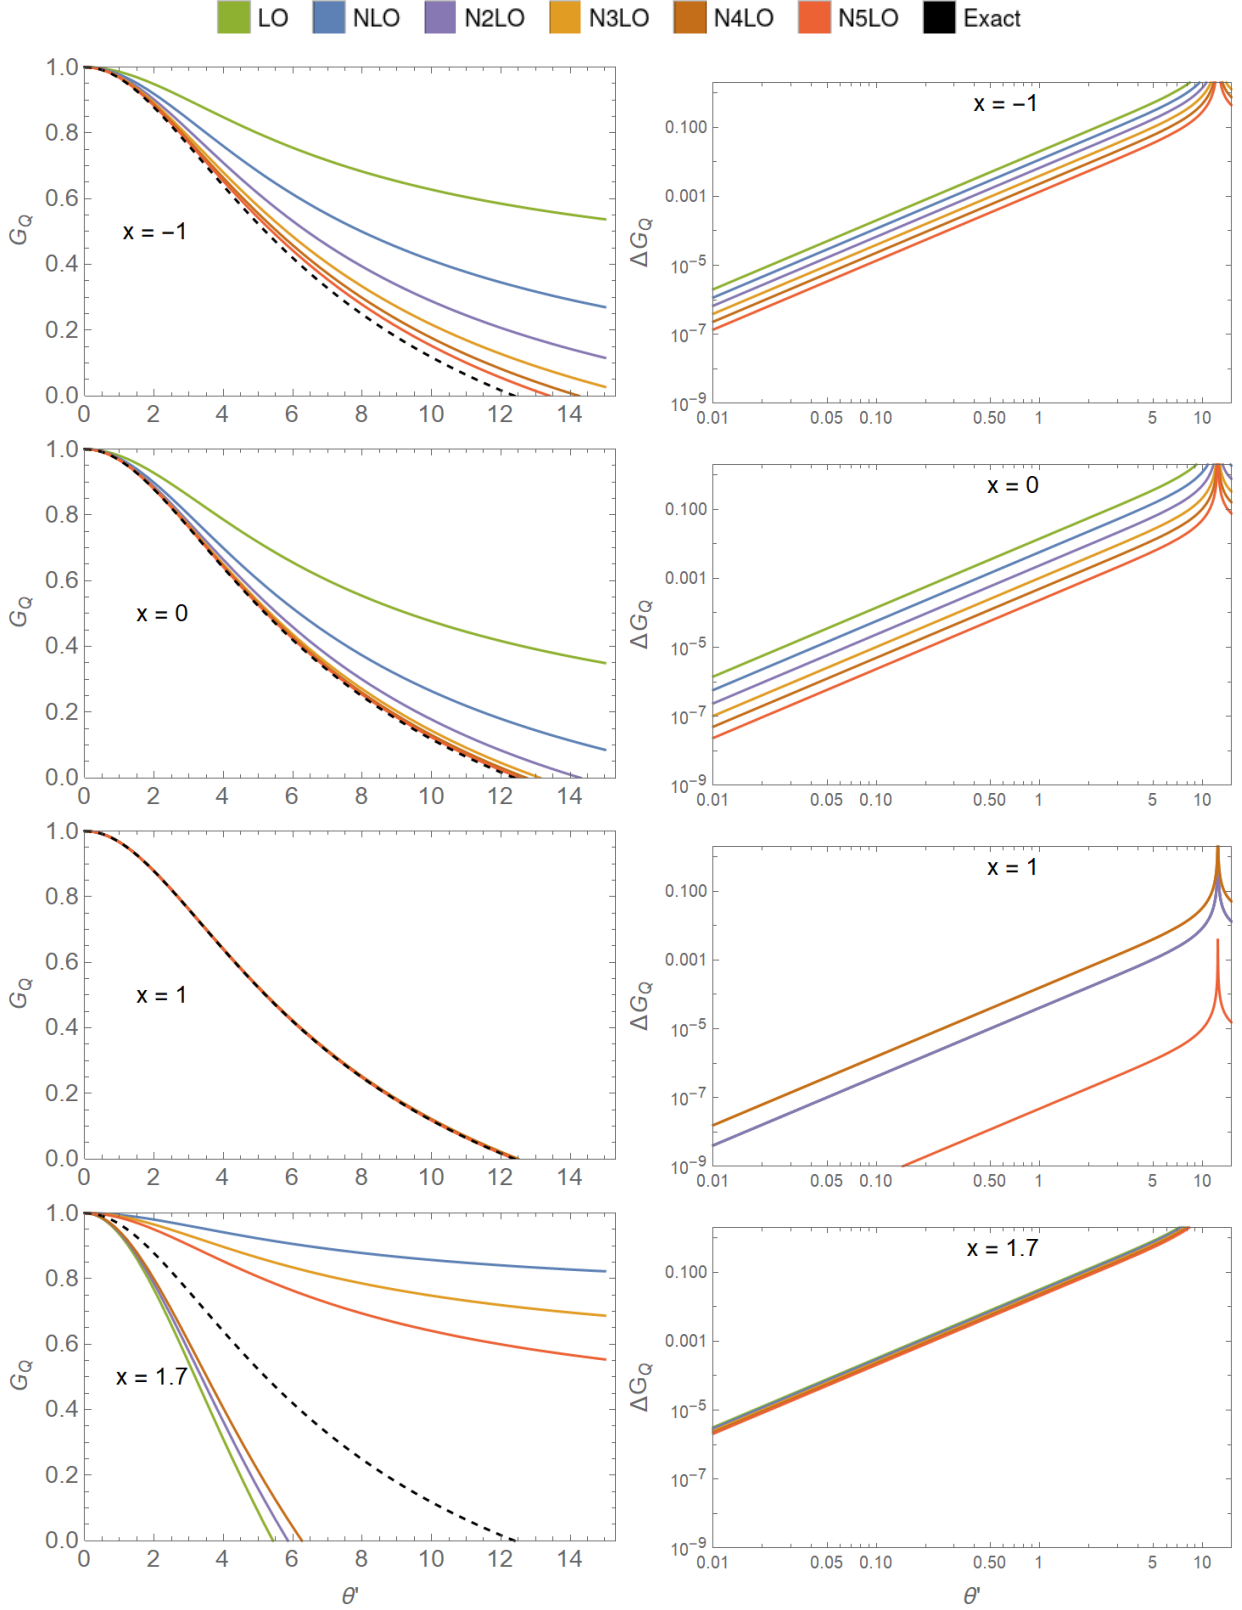 LO NLO N2LO N3LO N4LO N5LO Exact
1.0
0.8
0.6
0.4
0.2
0.0
G_Q
x = −1
0 2 4 6 8 10 12 14
0.100
0.001
10⁻⁵
10⁻⁷
10⁻⁹
ΔG_Q
x = −1
0.01 0.05 0.10 0.50 1 5 10
1.0
0.8
0.6
0.4
0.2
0.0
G_Q
x = 0
0 2 4 6 8 10 12 14
0.100
0.001
10⁻⁵
10⁻⁷
10⁻⁹
ΔG_Q
x = 0
0.01 0.05 0.10 0.50 1 5 10
1.0
0.8
0.6
0.4
0.2
0.0
G_Q
x = 1
0 2 4 6 8 10 12 14
0.100
0.001
10⁻⁵
10⁻⁷
10⁻⁹
ΔG_Q
x = 1
0.01 0.05 0.10 0.50 1 5 10
1.0
0.8
0.6
0.4
0.2
0.0
G_Q
x = 1.7
0 2 4 6 8 10 12 14
θ'
0.100
0.001
10⁻⁵
10⁻⁷
10⁻⁹
ΔG_Q
x = 1.7
0.01 0.05 0.10 0.50 1 5 10
θ'